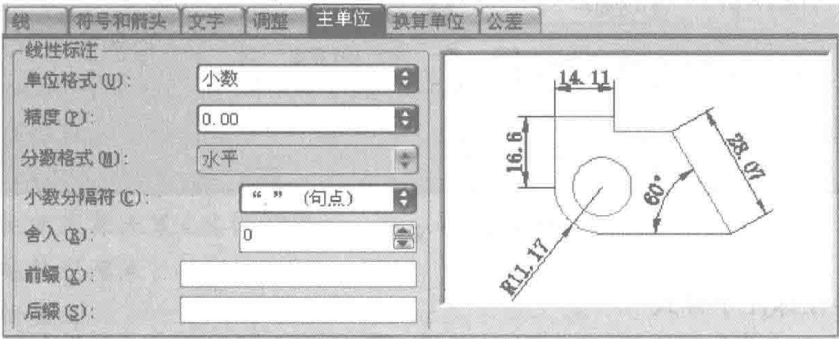 线 符号和箭头 文字 调整 主单位 换算单位 公差
线性标注
单位格式(U): 小数
精度(P): 0.00
分数格式(M): 水平
小数分隔符(C): “.” (句点)
舍入(R): 0
前缀(X):
后缀(S):
14.11
16.6
28.07
60°
R11.17